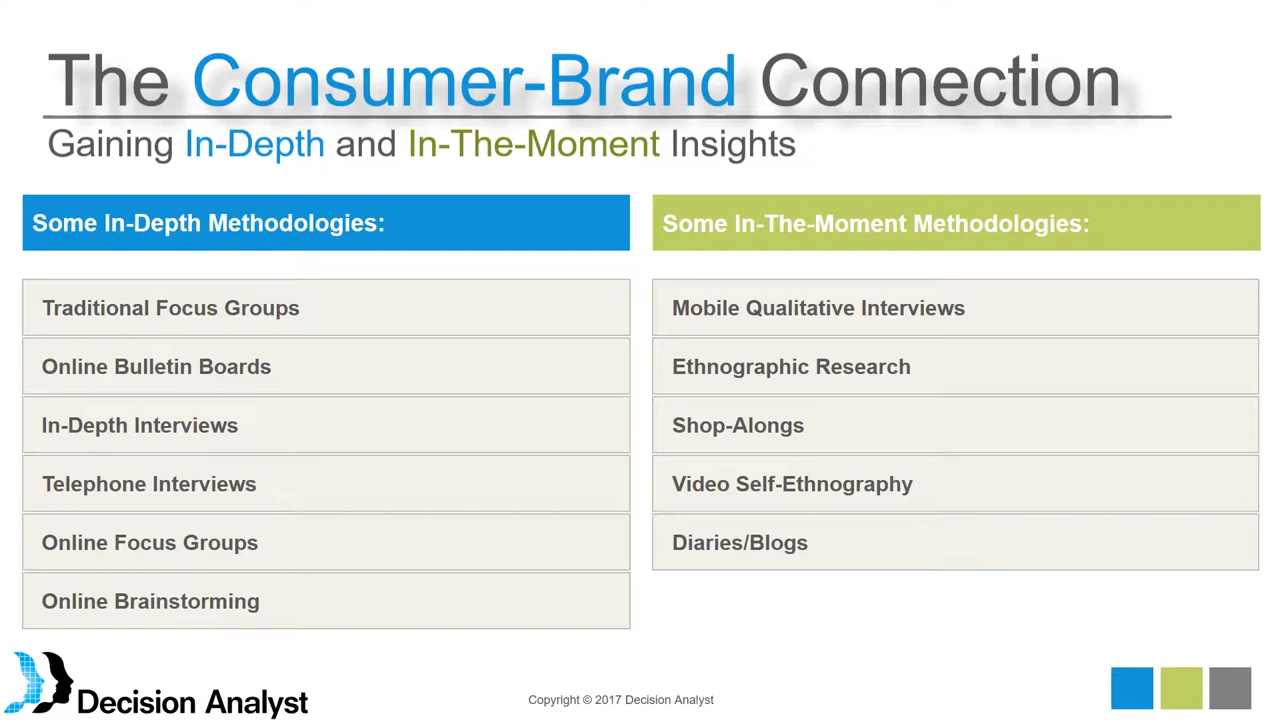 The Consumer-Brand Connection
Gaining In-Depth and In-The-Moment Insights
Some In-Depth Methodologies:
Traditional Focus Groups
Online Bulletin Boards
In-Depth Interviews
Telephone Interviews
Online Focus Groups
Online Brainstorming
Some In-The-Moment Methodologies:
Mobile Qualitative Interviews
Ethnographic Research
Shop-Alongs
Video Self-Ethnography
Diaries/Blogs
Decision Analyst
Copyright © 2017 Decision Analyst